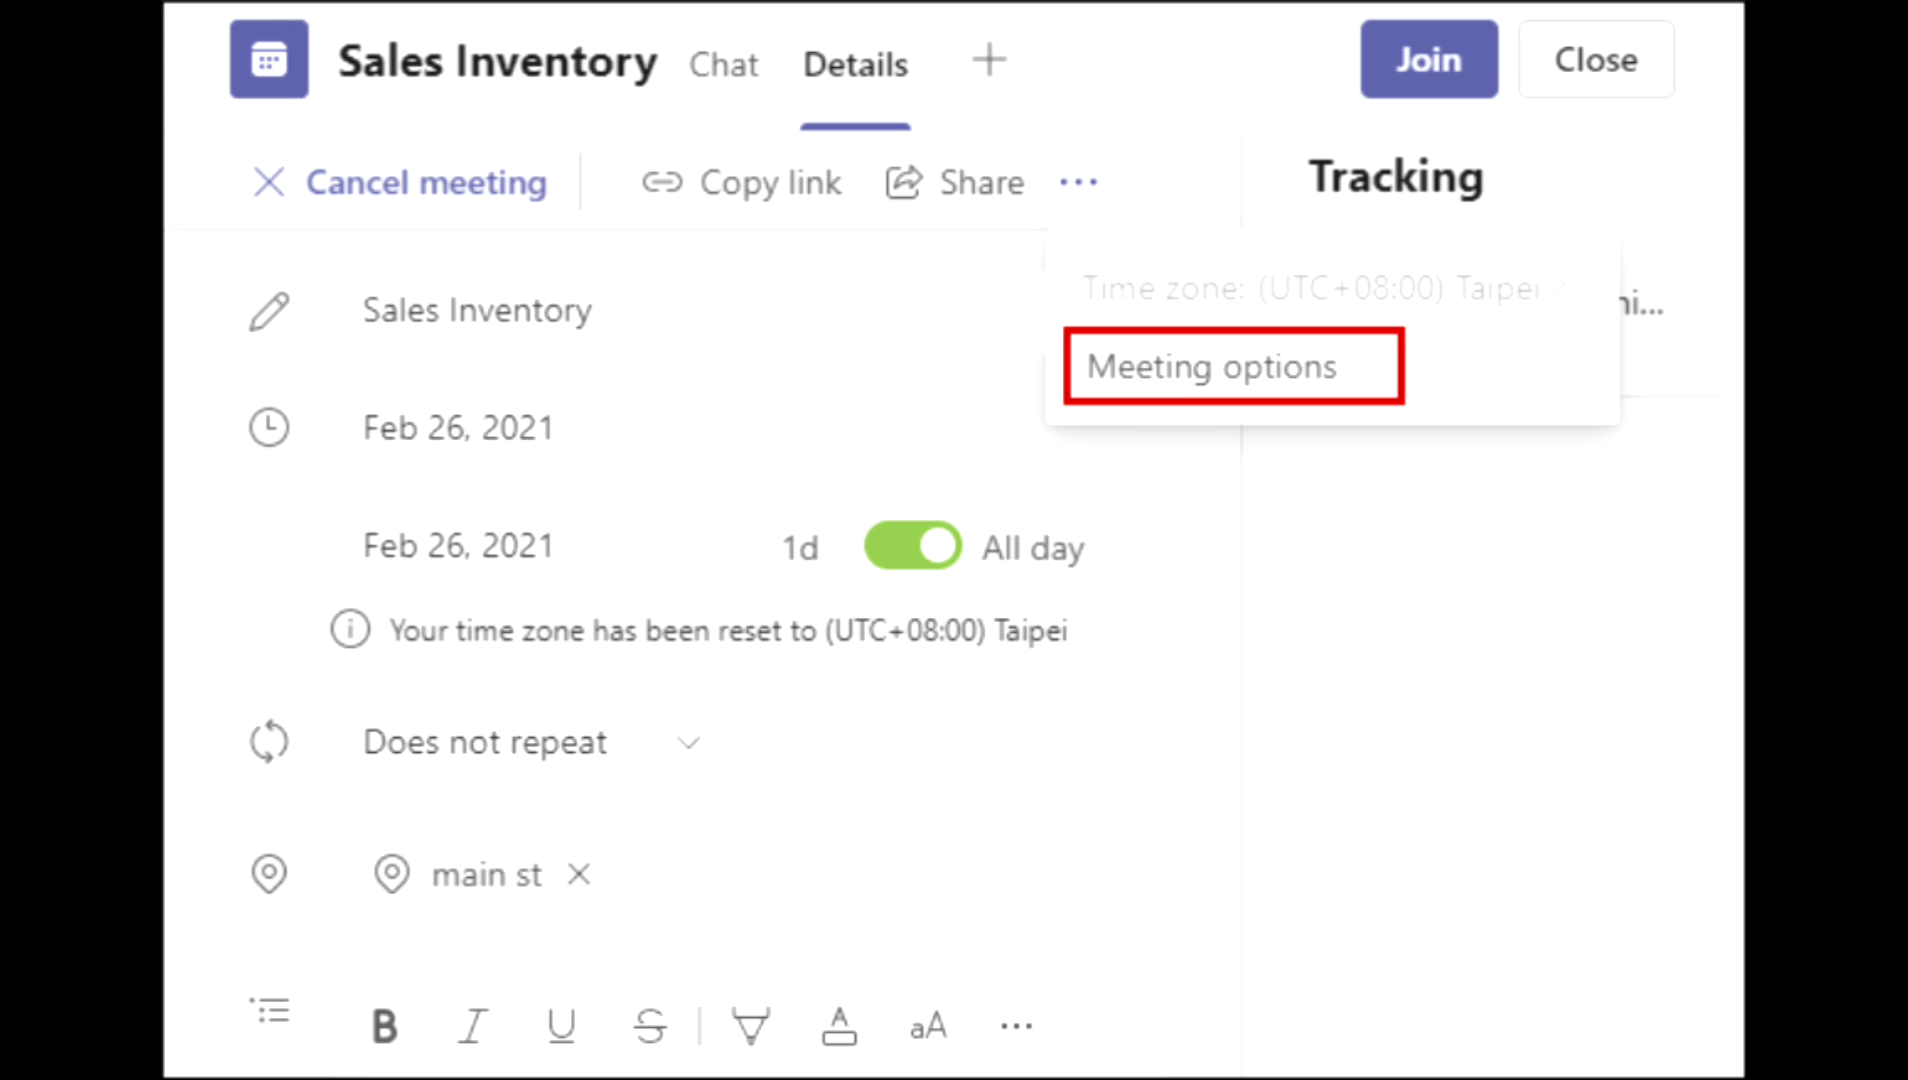 Sales Inventory Chat Details + Join Close
Cancel meeting Copy link Share ... Tracking
Time zone: (UTC+08:00) Taipei >
Meeting options
Sales Inventory
Feb 26, 2021
Feb 26, 2021 1d All day
Your time zone has been reset to (UTC+08:00) Taipei
Does not repeat
main st
B I U S A aA ...